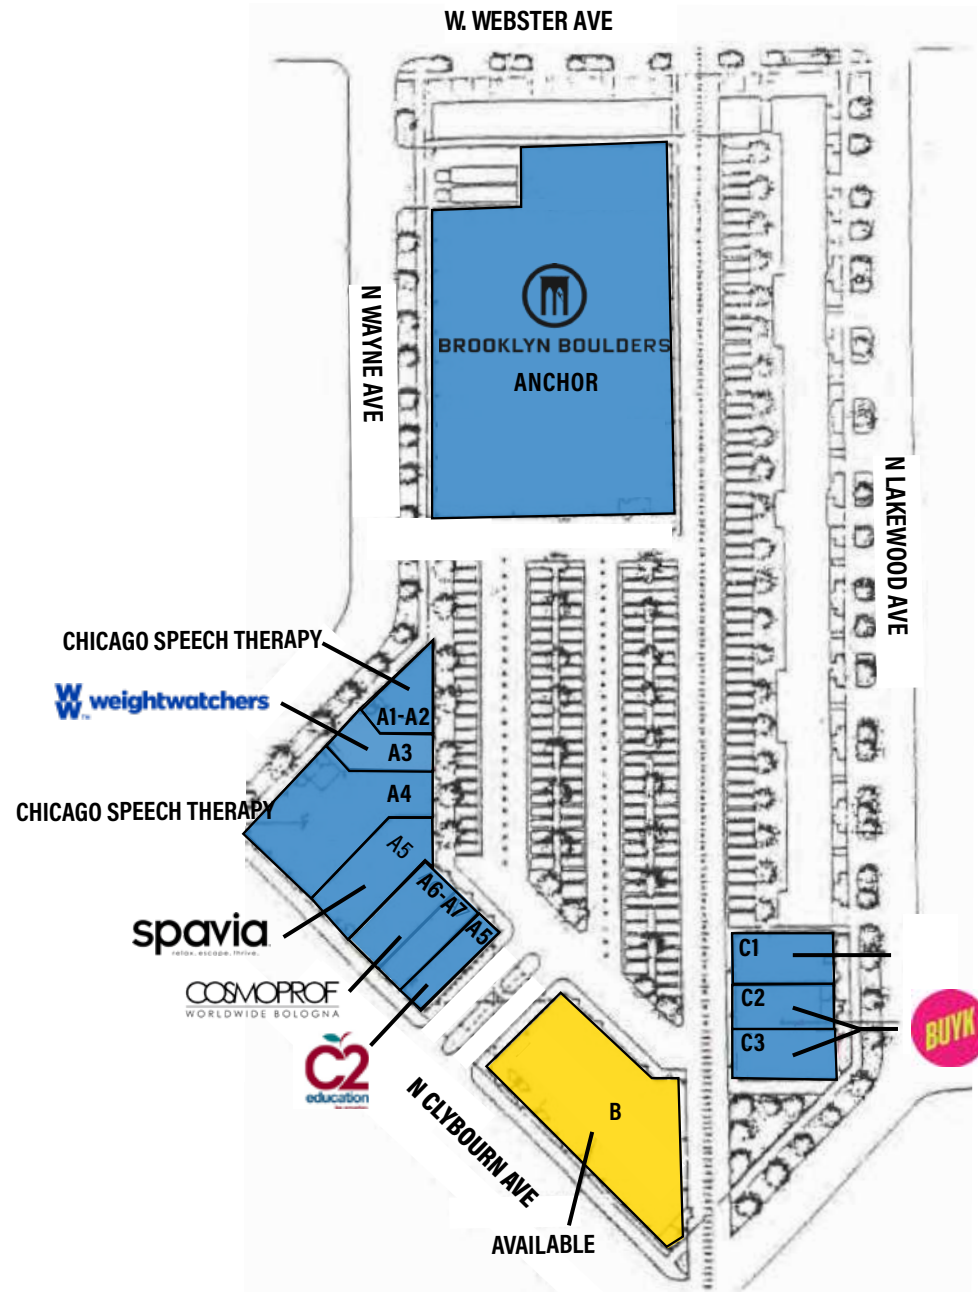 W. WEBSTER AVE
BROOKLYN BOULDERS
ANCHOR
N WAYNE AVE
N LAKEWOOD AVE
CHICAGO SPEECH THERAPY
A1-A2
WW weightwatchers
A3
A4
CHICAGO SPEECH THERAPY
A5
A6-A7
A5
spavia
relax. escape. thrive.
COSMOPROF
WORLDWIDE BOLOGNA
C2
education
N CLYBOURN AVE
C1
C2
C3
BUYK
B
AVAILABLE